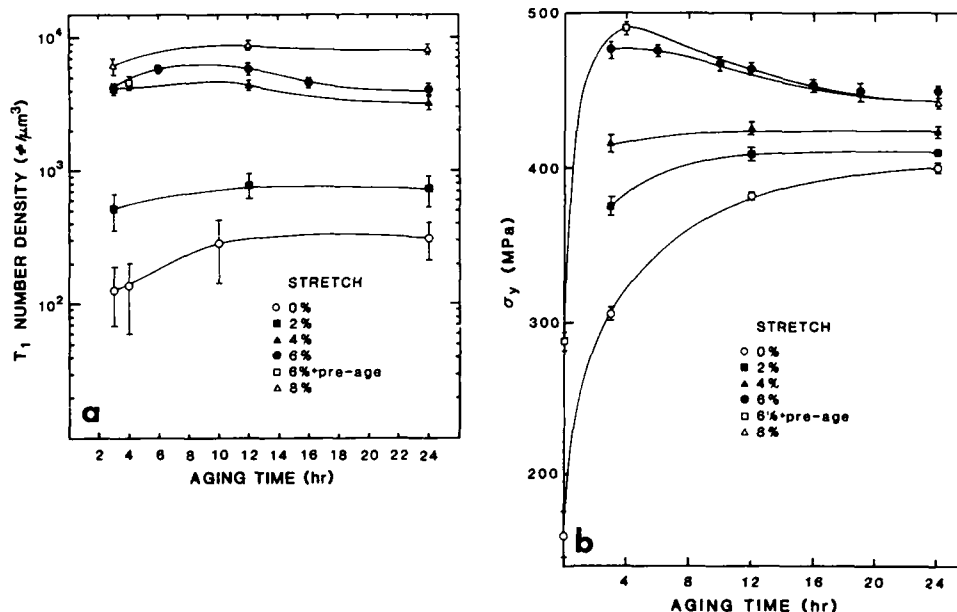 T₁ NUMBER DENSITY (≠/μm³)
10⁴
10³
10²
STRETCH
0%
2%
4%
6%
6%+pre-age
8%
a
2 4 6 8 10 12 14 16 18 20 22 24
AGING TIME (hr)
σy (MPa)
500
400
300
200
STRETCH
0%
2%
4%
6%
6%+pre-age
8%
b
4 8 12 16 20 24
AGING TIME (hr)